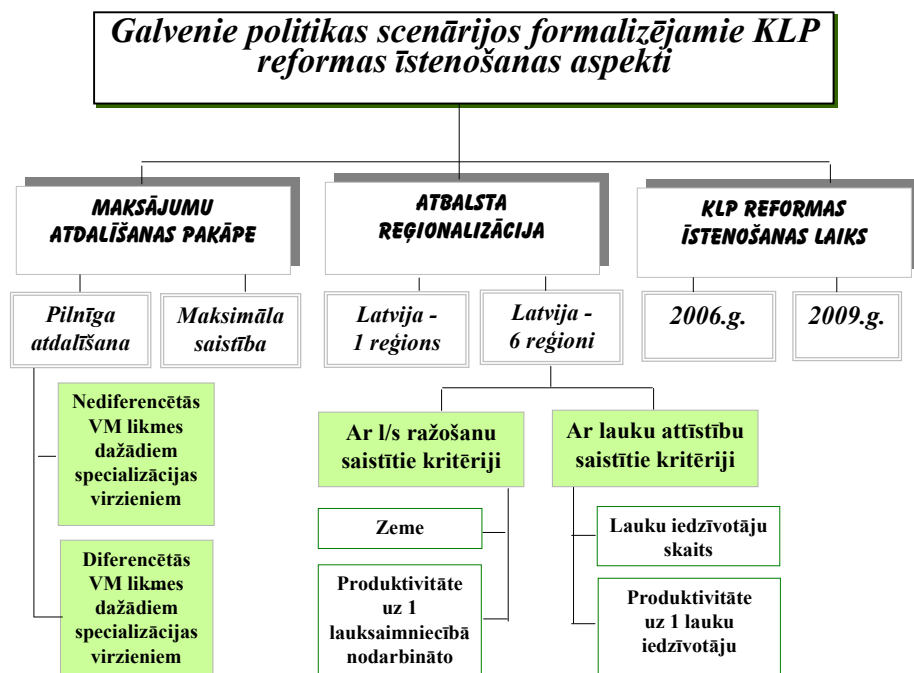 Galvenie politikas scenārijos formalizējamie KLP
reformas īstenošanas aspekti
MAKSĀJUMU
ATDALĪŠANAS PAKĀPE
ATBALSTA
REĢIONALIZĀCIJA
KLP REFORMAS
ĪSTENOŠANAS LAIKS
Pilnīga
atdalīšana
Maksimāla
saistība
Latvija -
1 reģions
Latvija -
6 reģioni
2006.g.
2009.g.
Nediferencētās
VM likmes
dažādiem
specializācijas
virzieniem
Diferencētās
VM likmes
dažādiem
specializācijas
virzieniem
Ar l/s ražošanu
saistītie kritēriji
Zeme
Produktivitāte
uz 1
lauksaimniecībā
nodarbināto
Ar lauku attīstību
saistītie kritēriji
Lauku iedzīvotāju
skaits
Produktivitāte
uz 1 lauku
iedzīvotāju